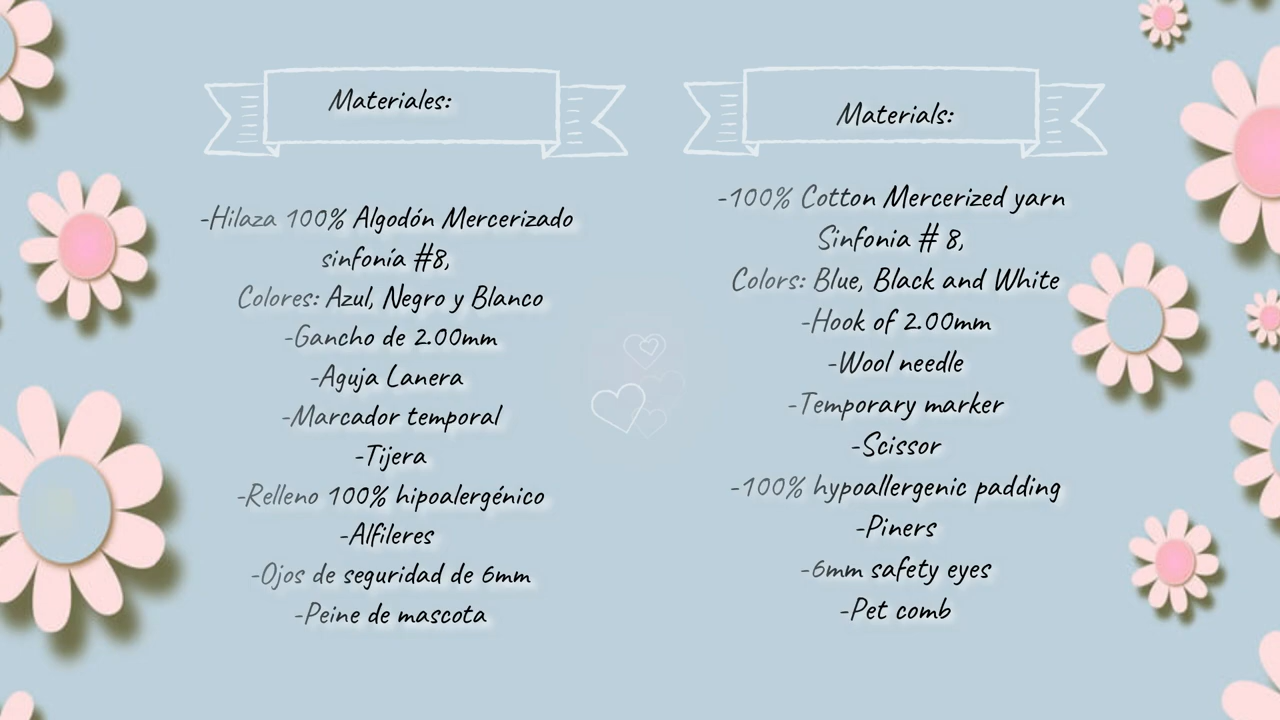 Materiales:
-Hilaza 100% Algodón Mercerizado
sinfonía #8,
Colores: Azul, Negro y Blanco
-Gancho de 2.00mm
-Aguja Lanera
-Marcador temporal
-Tijera
-Relleno 100% hipoalergénico
-Alfileres
-Ojos de seguridad de 6mm
-Peine de mascota
Materials:
-100% Cotton Mercerized yarn
Sinfonia # 8,
Colors: Blue, Black and White
-Hook of 2.00mm
-Wool needle
-Temporary marker
-Scissor
-100% hypoallergenic padding
-Piners
-6mm safety eyes
-Pet comb